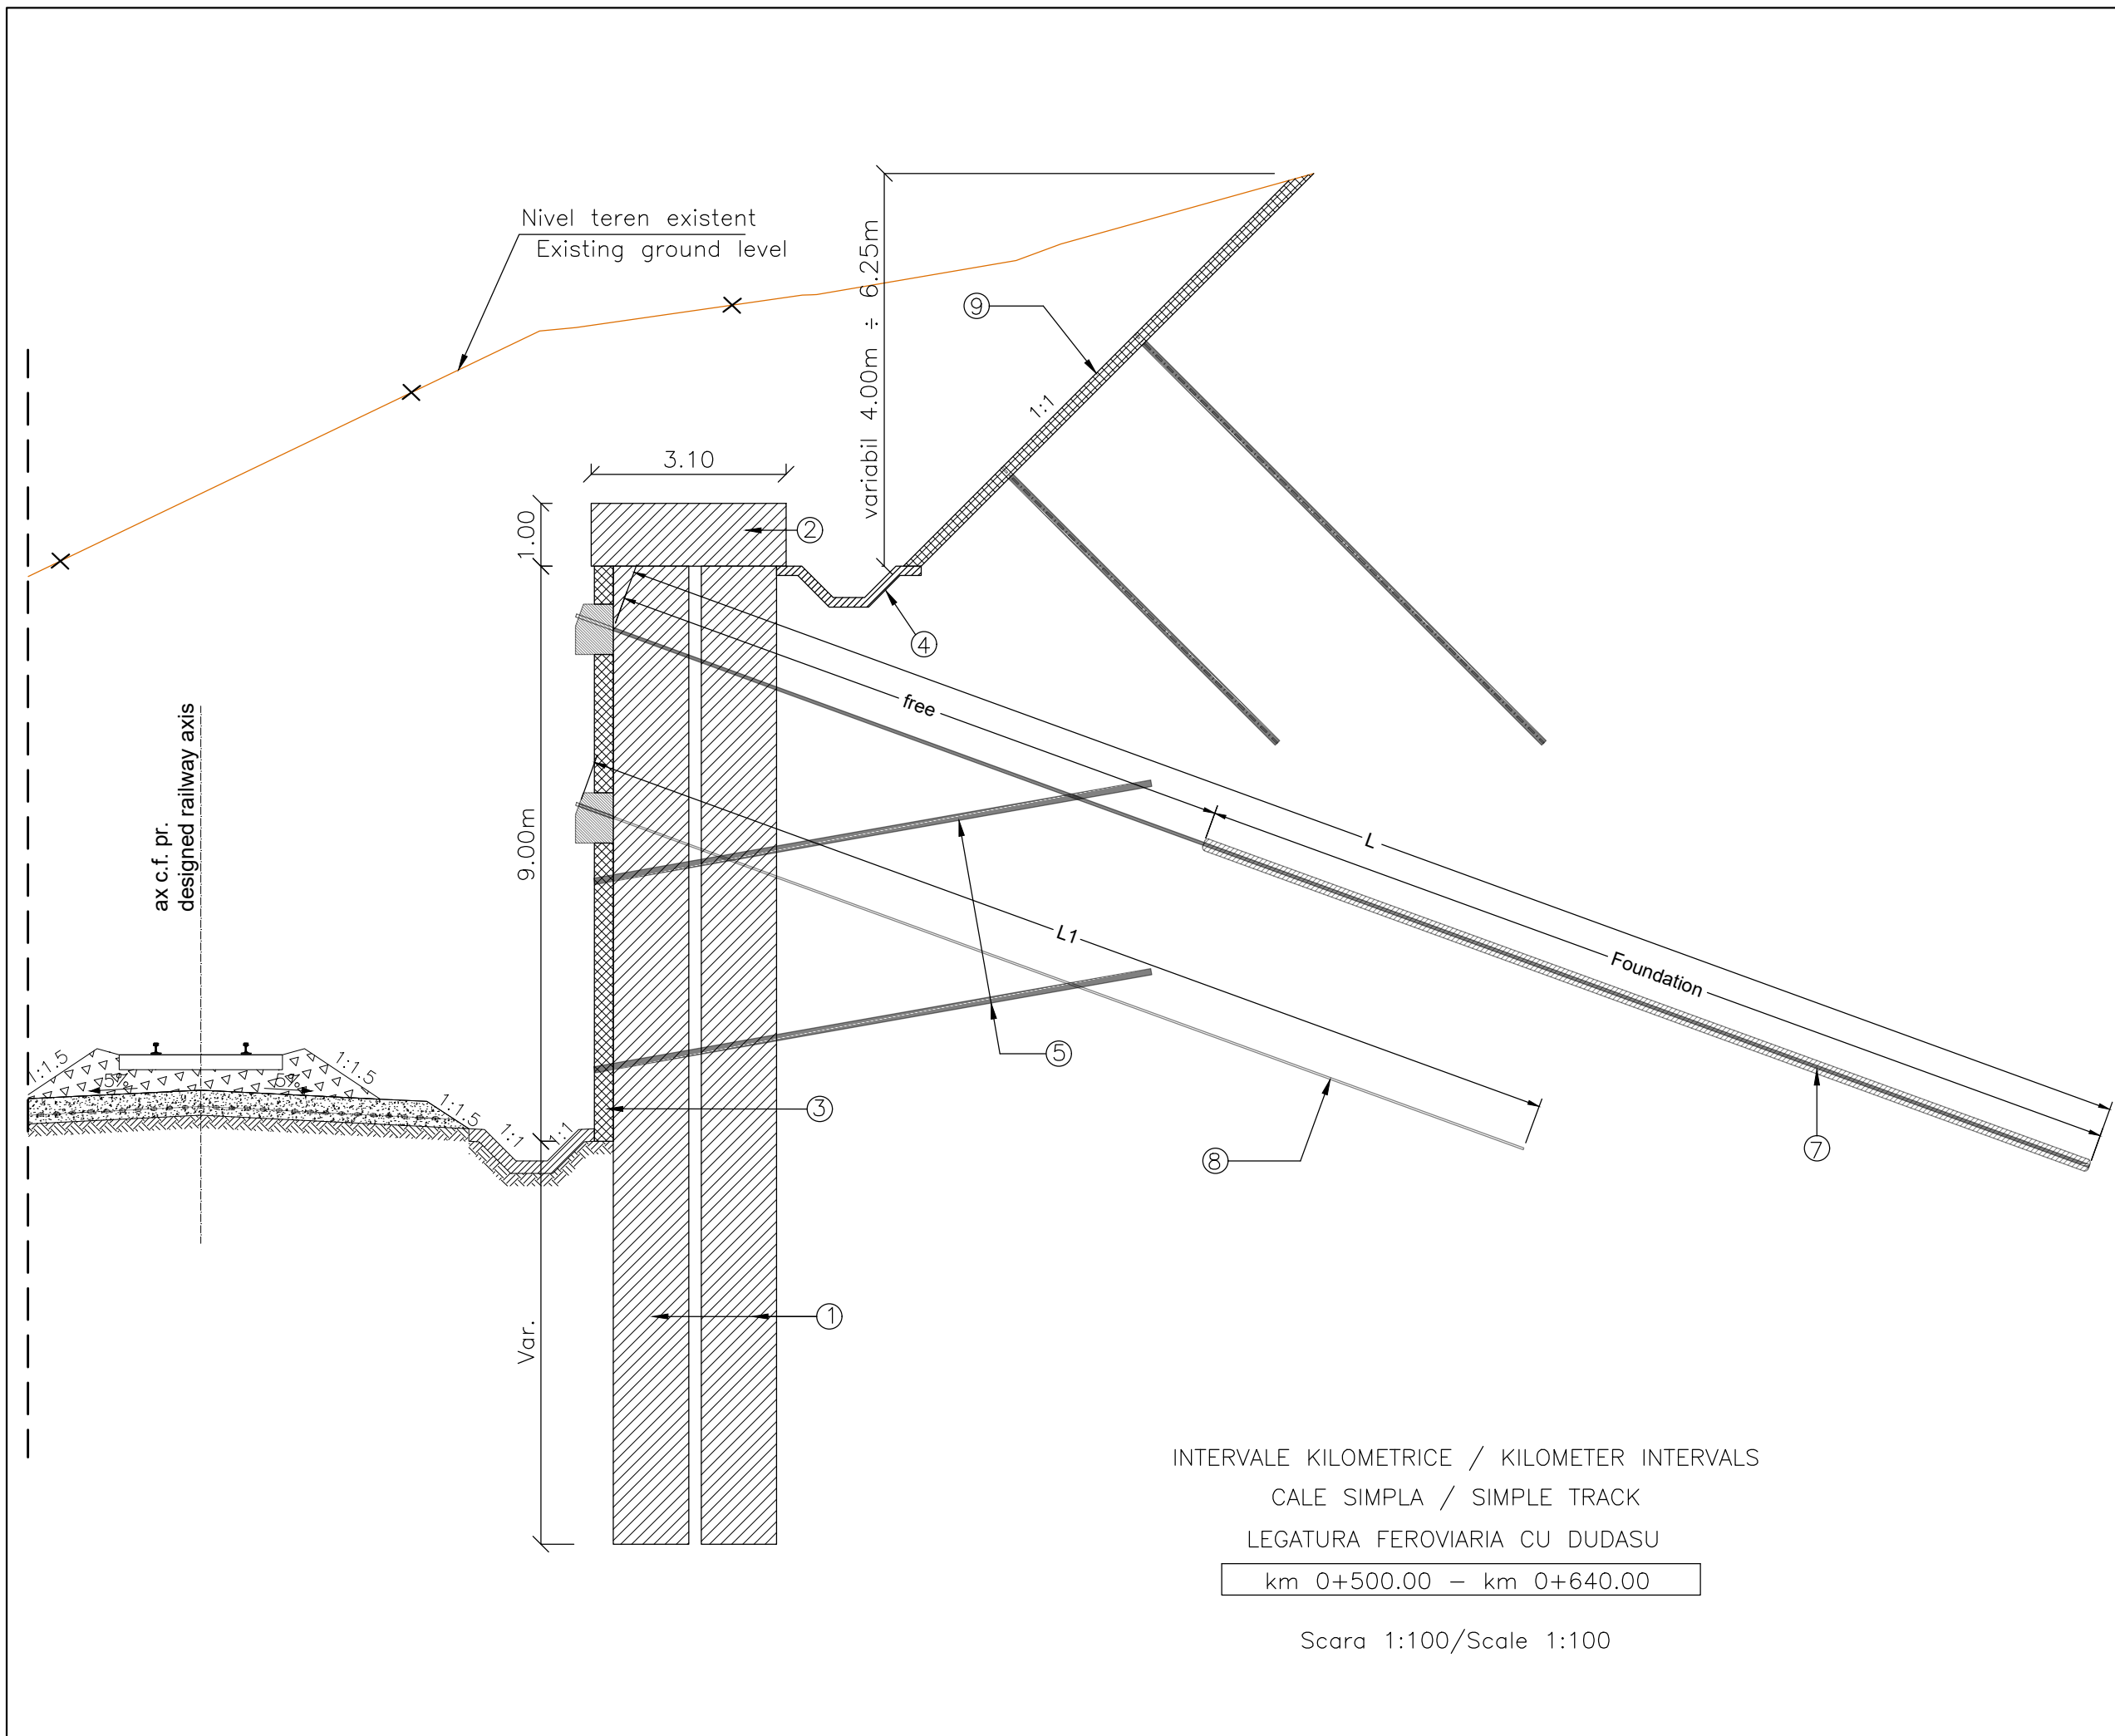 Nivel teren existent
Existing ground level
variabil 4.00m ÷ 6.25m
9
1:1
3.10
1.00
2
4
free
L
ax c.f. pr.
designed railway axis
9.00m
L1
Foundation
5
1:1.5
5%
5%
1:1.5
1:1.5
1:1
1:1
3
8
7
Var.
1
INTERVALE KILOMETRICE / KILOMETER INTERVALS
CALE SIMPLA / SIMPLE TRACK
LEGATURA FEROVIARIA CU DUDASU
km 0+500.00 – km 0+640.00
Scara 1:100/Scale 1:100